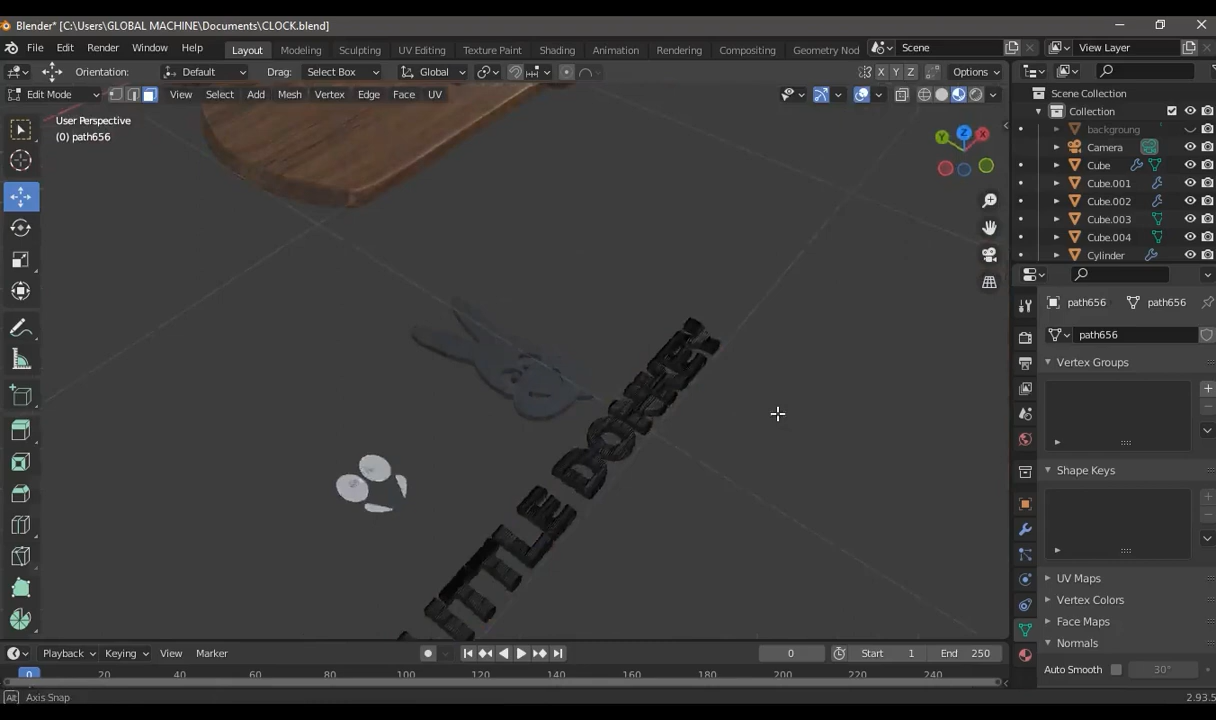 Blender* [C:\Users\GLOBAL MACHINE\Documents\CLOCK.blend]
File Edit Render Window Help Layout Modeling Sculpting UV Editing Texture Paint Shading Animation Rendering Compositing Geometry Nod Scene View Layer
Orientation: Default Drag: Select Box Global X Y Z Options
Edit Mode View Select Add Mesh Vertex Edge Face UV
Scene Collection
Collection
backgroung
Camera
Cube
Cube.001
Cube.002
Cube.003
Cube.004
Cylinder
User Perspective
(0) path656
Z Y X
path656 path656
path656
Vertex Groups
Shape Keys
UV Maps
Vertex Colors
Face Maps
Normals
Auto Smooth 30°
Playback Keying View Marker 0 Start 1 End 250
0 20 40 60 80 100 120 140 160 180 200 220 240
Alt Axis Snap 2.93.5